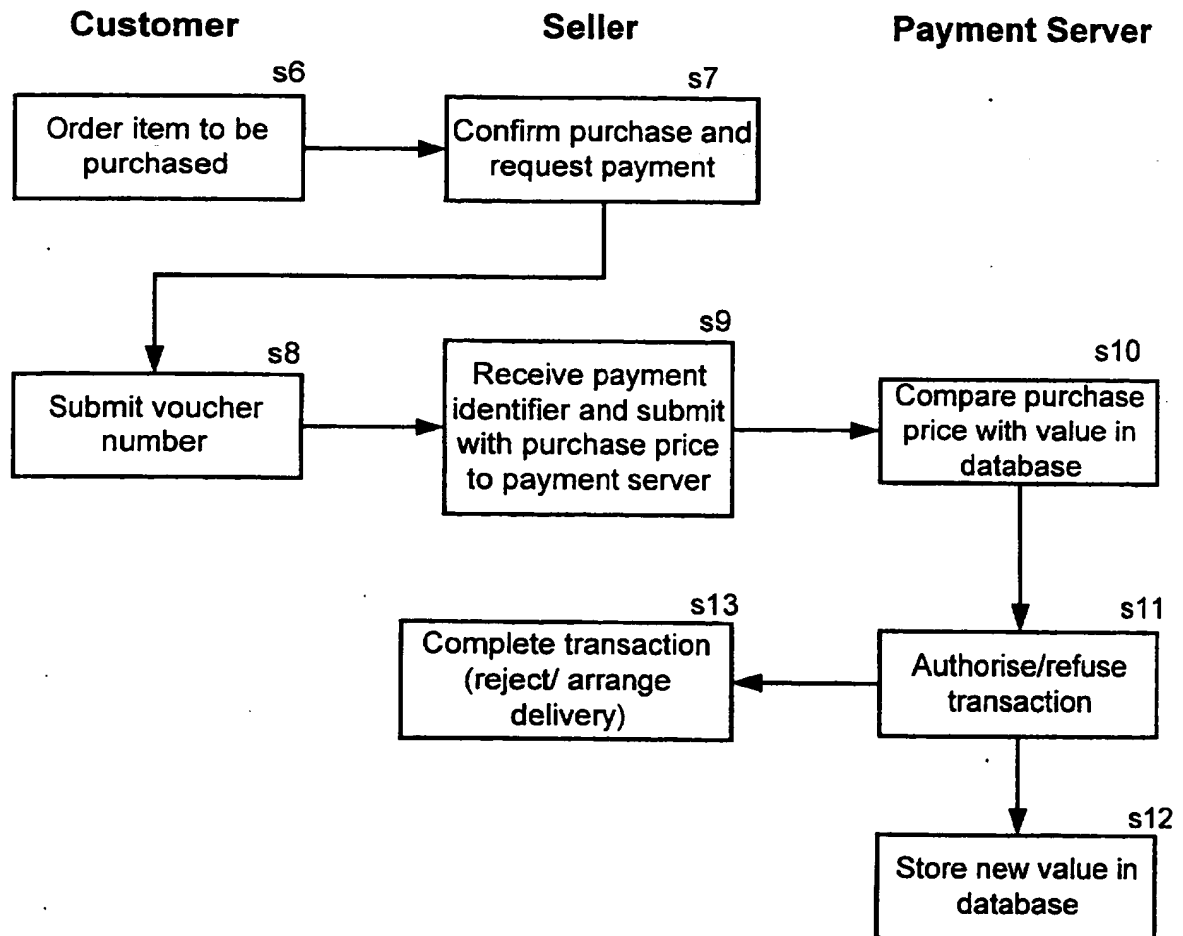 Customer
Seller
Payment Server
s6
Order item to be
purchased
s7
Confirm purchase and
request payment
s8
Submit voucher
number
s9
Receive payment
identifier and submit
with purchase price
to payment server
s10
Compare purchase
price with value in
database
s11
Authorise/refuse
transaction
s13
Complete transaction
(reject/ arrange
delivery)
s12
Store new value in
database